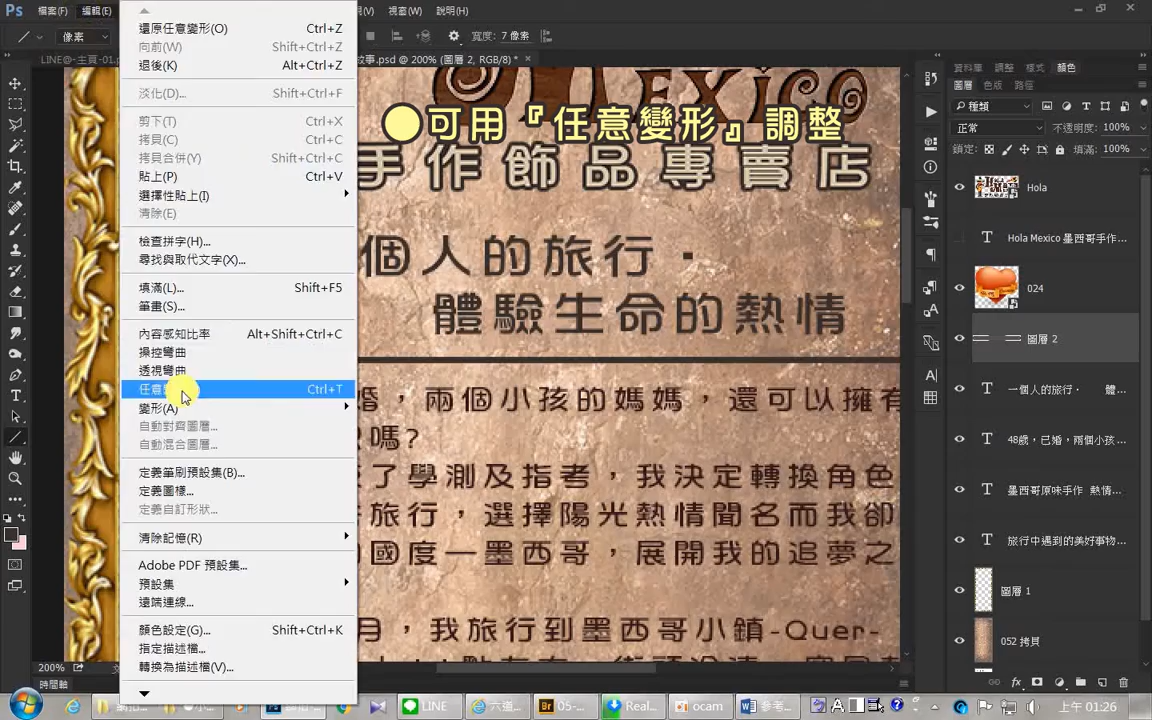 Ps 檔案(F) 編輯(E) (V) 視窗(W) 說明(H)
像素 寬度: 7 像素
LINE@-主頁-01.p 故事.psd @ 200% (圖層 2, RGB/8) * ×
還原任意變形(O) Ctrl+Z
向前(W) Shift+Ctrl+Z
退後(K) Alt+Ctrl+Z
淡化(D)... Shift+Ctrl+F
剪下(T) Ctrl+X
拷貝(C) Ctrl+C
拷貝合併(Y) Shift+Ctrl+C
貼上(P) Ctrl+V
選擇性貼上(I)
清除(E)
檢查拼字(H)...
尋找與取代文字(X)...
填滿(L)... Shift+F5
筆畫(S)...
內容感知比率 Alt+Shift+Ctrl+C
操控彎曲
透視彎曲
任意 Ctrl+T
變形(A)
自動對齊圖層...
自動混合圖層...
定義筆刷預設集(B)...
定義圖樣...
定義自訂形狀...
清除記憶(R)
Adobe PDF 預設集...
預設集
遠端連線...
顏色設定(G)... Shift+Ctrl+K
指定描述檔...
轉換為描述檔(V)...
Mexico
可用『任意變形』調整
手作飾品專賣店
個人的旅行.
體驗生命的熱情
婚，兩個小孩的媽媽，還可以擁有
嗎?
了學測及指考，我決定轉換角色
旅行，選擇陽光熱情聞名而我卻
的國度—墨西哥，展開我的追夢之
月，我旅行到墨西哥小鎮-Quer-
資料庫 調整 樣式 顏色
圖層 色版 路徑
種類
正常 不透明度: 100%
鎖定: 填滿: 100%
Hola
T Hola Mexico 墨西哥手作...
024
圖層 2
T 一個人的旅行. 體...
T 48歲，已婚，兩個小孩...
T 墨西哥原味手作 熱情...
T 旅行中遇到的美好事物...
圖層 1
052 拷貝
fx
200%
時間軸
LINE 六道... Br 05-... Real... ocam 參考... A 上午 01:26